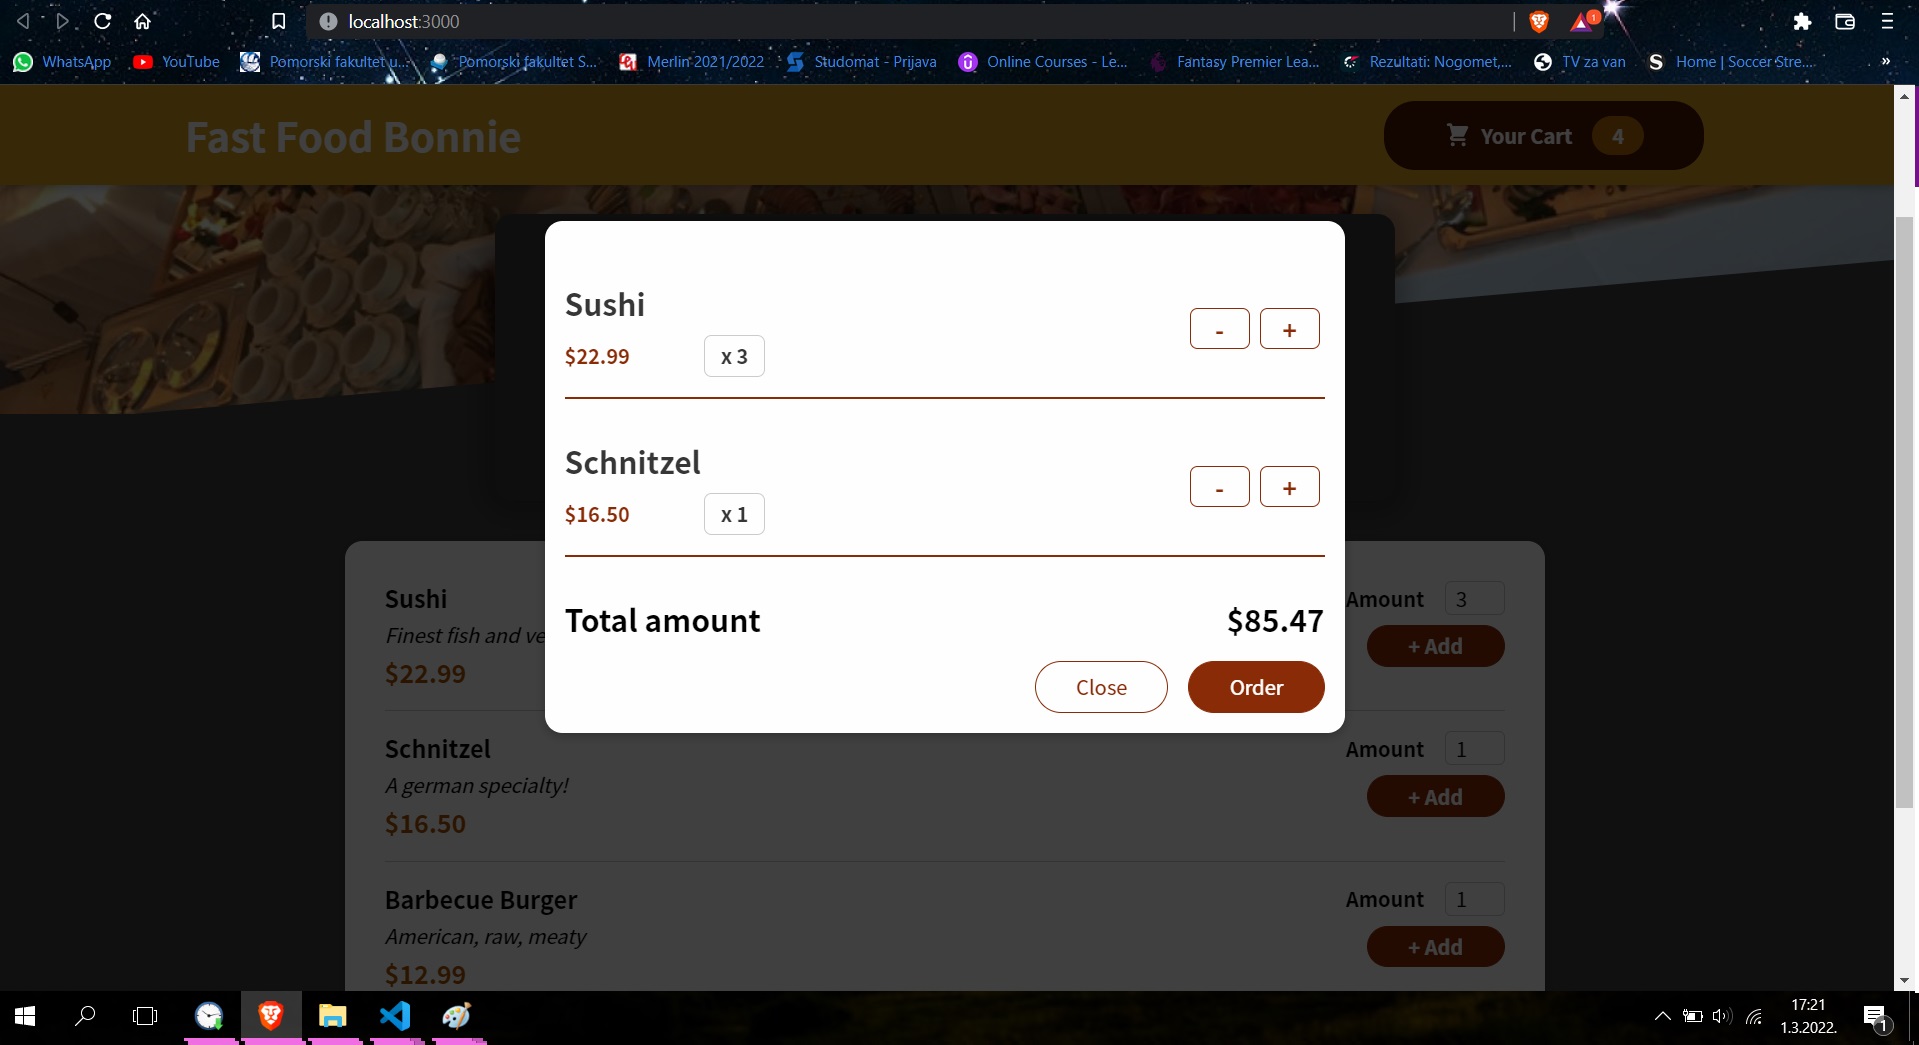 localhost:3000
1
WhatsApp YouTube Pomorski fakultet u... Pomorski fakultet S... Merlin 2021/2022 Studomat - Prijava Online Courses - Le... Fantasy Premier Lea... Rezultati: Nogomet,... TV za van Home | Soccer Stre... »
Fast Food Bonnie
Your Cart 4
Sushi
- +
$22.99 x 3
Schnitzel
- +
$16.50 x 1
Total amount $85.47
Close Order
Sushi Amount 3
Finest fish and ve
+ Add
$22.99
Schnitzel Amount 1
A german specialty!
+ Add
$16.50
Barbecue Burger Amount 1
American, raw, meaty
+ Add
$12.99
17:21
1.3.2022.
1